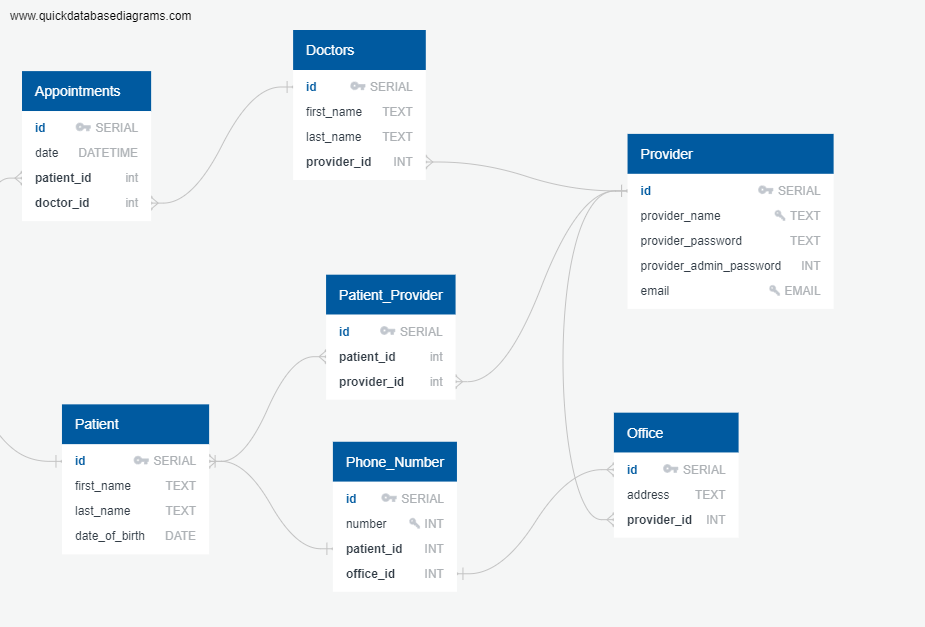 www.quickdatabasediagrams.com
Doctors
id SERIAL
first_name TEXT
last_name TEXT
provider_id INT
Appointments
id SERIAL
date DATETIME
patient_id int
doctor_id int
Provider
id SERIAL
provider_name TEXT
provider_password TEXT
provider_admin_password INT
email EMAIL
Patient_Provider
id SERIAL
patient_id int
provider_id int
Patient
id SERIAL
first_name TEXT
last_name TEXT
date_of_birth DATE
Phone_Number
id SERIAL
number INT
patient_id INT
office_id INT
Office
id SERIAL
address TEXT
provider_id INT